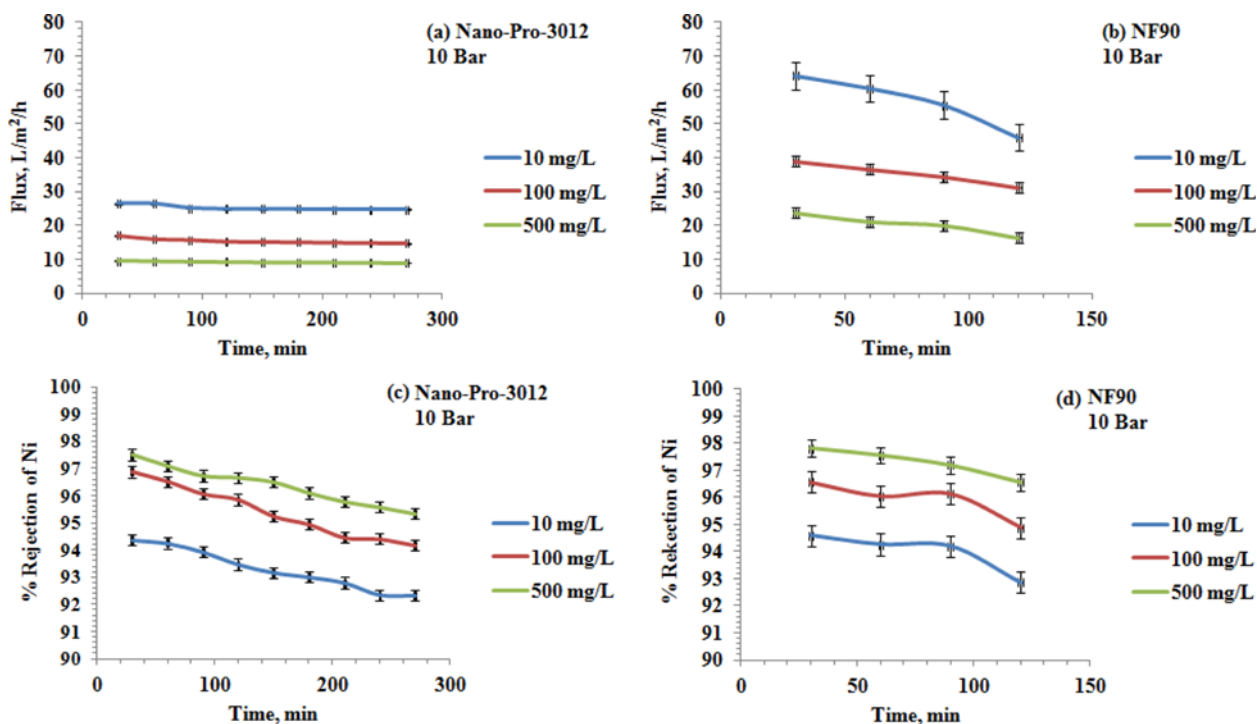 (a) Nano-Pro-3012
10 Bar
Flux, L/m²/h
80
70
60
50
40
30
20
10
0
0
100
200
300
Time, min
10 mg/L
100 mg/L
500 mg/L
(b) NF90
10 Bar
Flux, L/m²/h
80
70
60
50
40
30
20
10
0
0
50
100
150
Time, min
10 mg/L
100 mg/L
500 mg/L
(c) Nano-Pro-3012
10 Bar
% Rejection of Ni
100
99
98
97
96
95
94
93
92
91
90
0
100
200
300
Time, min
10 mg/L
100 mg/L
500 mg/L
(d) NF90
10 Bar
% Rekection of Ni
100
99
98
97
96
95
94
93
92
91
90
0
50
100
150
Time, min
10 mg/L
100 mg/L
500 mg/L